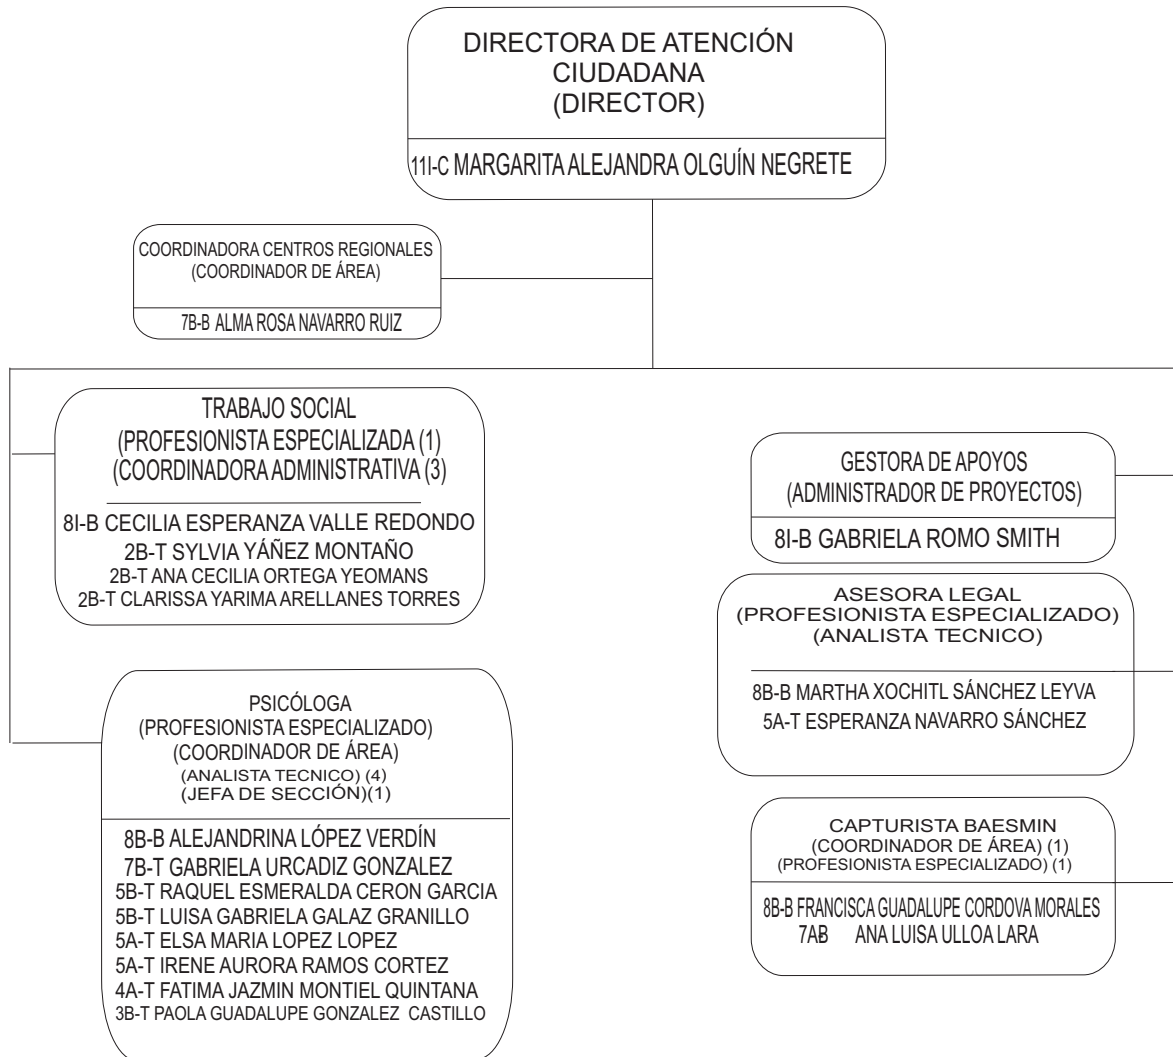 DIRECTORA DE ATENCIÓN
CIUDADANA
(DIRECTOR)
11I-C MARGARITA ALEJANDRA OLGUÍN NEGRETE
COORDINADORA CENTROS REGIONALES
(COORDINADOR DE ÁREA)
7B-B ALMA ROSA NAVARRO RUIZ
TRABAJO SOCIAL
(PROFESIONISTA ESPECIALIZADA (1)
(COORDINADORA ADMINISTRATIVA (3)
8I-B CECILIA ESPERANZA VALLE REDONDO
2B-T SYLVIA YÁÑEZ MONTAÑO
2B-T ANA CECILIA ORTEGA YEOMANS
2B-T CLARISSA YARIMA ARELLANES TORRES
PSICÓLOGA
(PROFESIONISTA ESPECIALIZADO)
(COORDINADOR DE ÁREA)
(ANALISTA TECNICO) (4)
(JEFA DE SECCIÓN)(1)
8B-B ALEJANDRINA LÓPEZ VERDÍN
7B-T GABRIELA URCADIZ GONZALEZ
5B-T RAQUEL ESMERALDA CERON GARCIA
5B-T LUISA GABRIELA GALAZ GRANILLO
5A-T ELSA MARIA LOPEZ LOPEZ
5A-T IRENE AURORA RAMOS CORTEZ
4A-T FATIMA JAZMIN MONTIEL QUINTANA
3B-T PAOLA GUADALUPE GONZALEZ CASTILLO
GESTORA DE APOYOS
(ADMINISTRADOR DE PROYECTOS)
8I-B GABRIELA ROMO SMITH
ASESORA LEGAL
(PROFESIONISTA ESPECIALIZADO)
(ANALISTA TECNICO)
8B-B MARTHA XOCHITL SÁNCHEZ LEYVA
5A-T ESPERANZA NAVARRO SÁNCHEZ
CAPTURISTA BAESMIN
(COORDINADOR DE ÁREA) (1)
(PROFESIONISTA ESPECIALIZADO) (1)
8B-B FRANCISCA GUADALUPE CORDOVA MORALES
7AB ANA LUISA ULLOA LARA